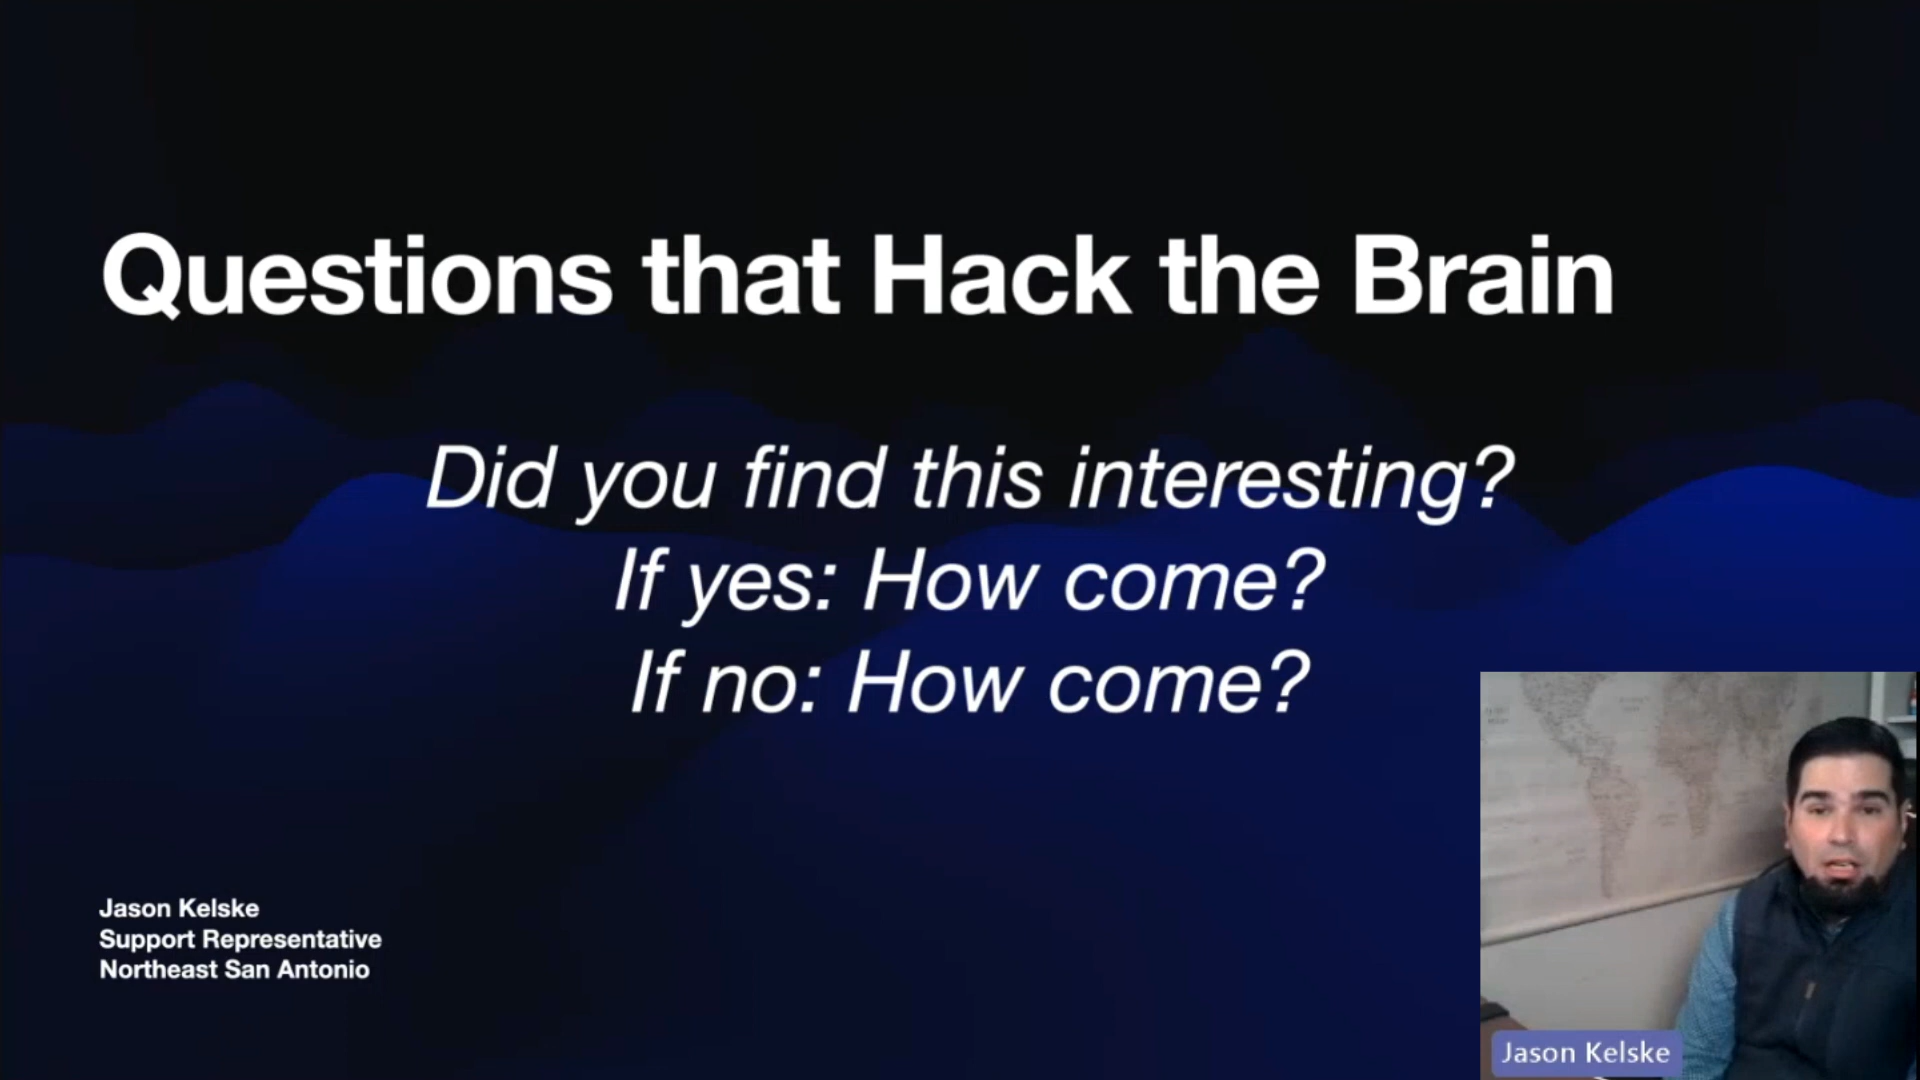 Questions that Hack the Brain
Did you find this interesting?
If yes: How come?
If no: How come?
Jason Kelske
Support Representative
Northeast San Antonio
Jason Kelske